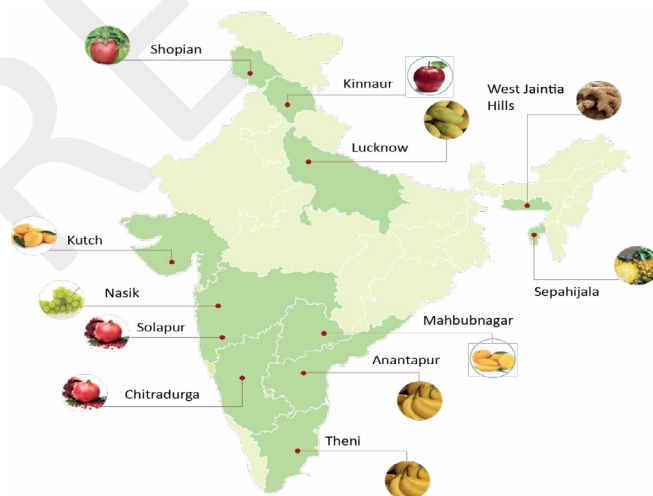 Shopian
Kinnaur
West Jaintia
Hills
Lucknow
Kutch
Nasik
Sepahijala
Solapur
Mahbubnagar
Anantapur
Chitradurga
Theni